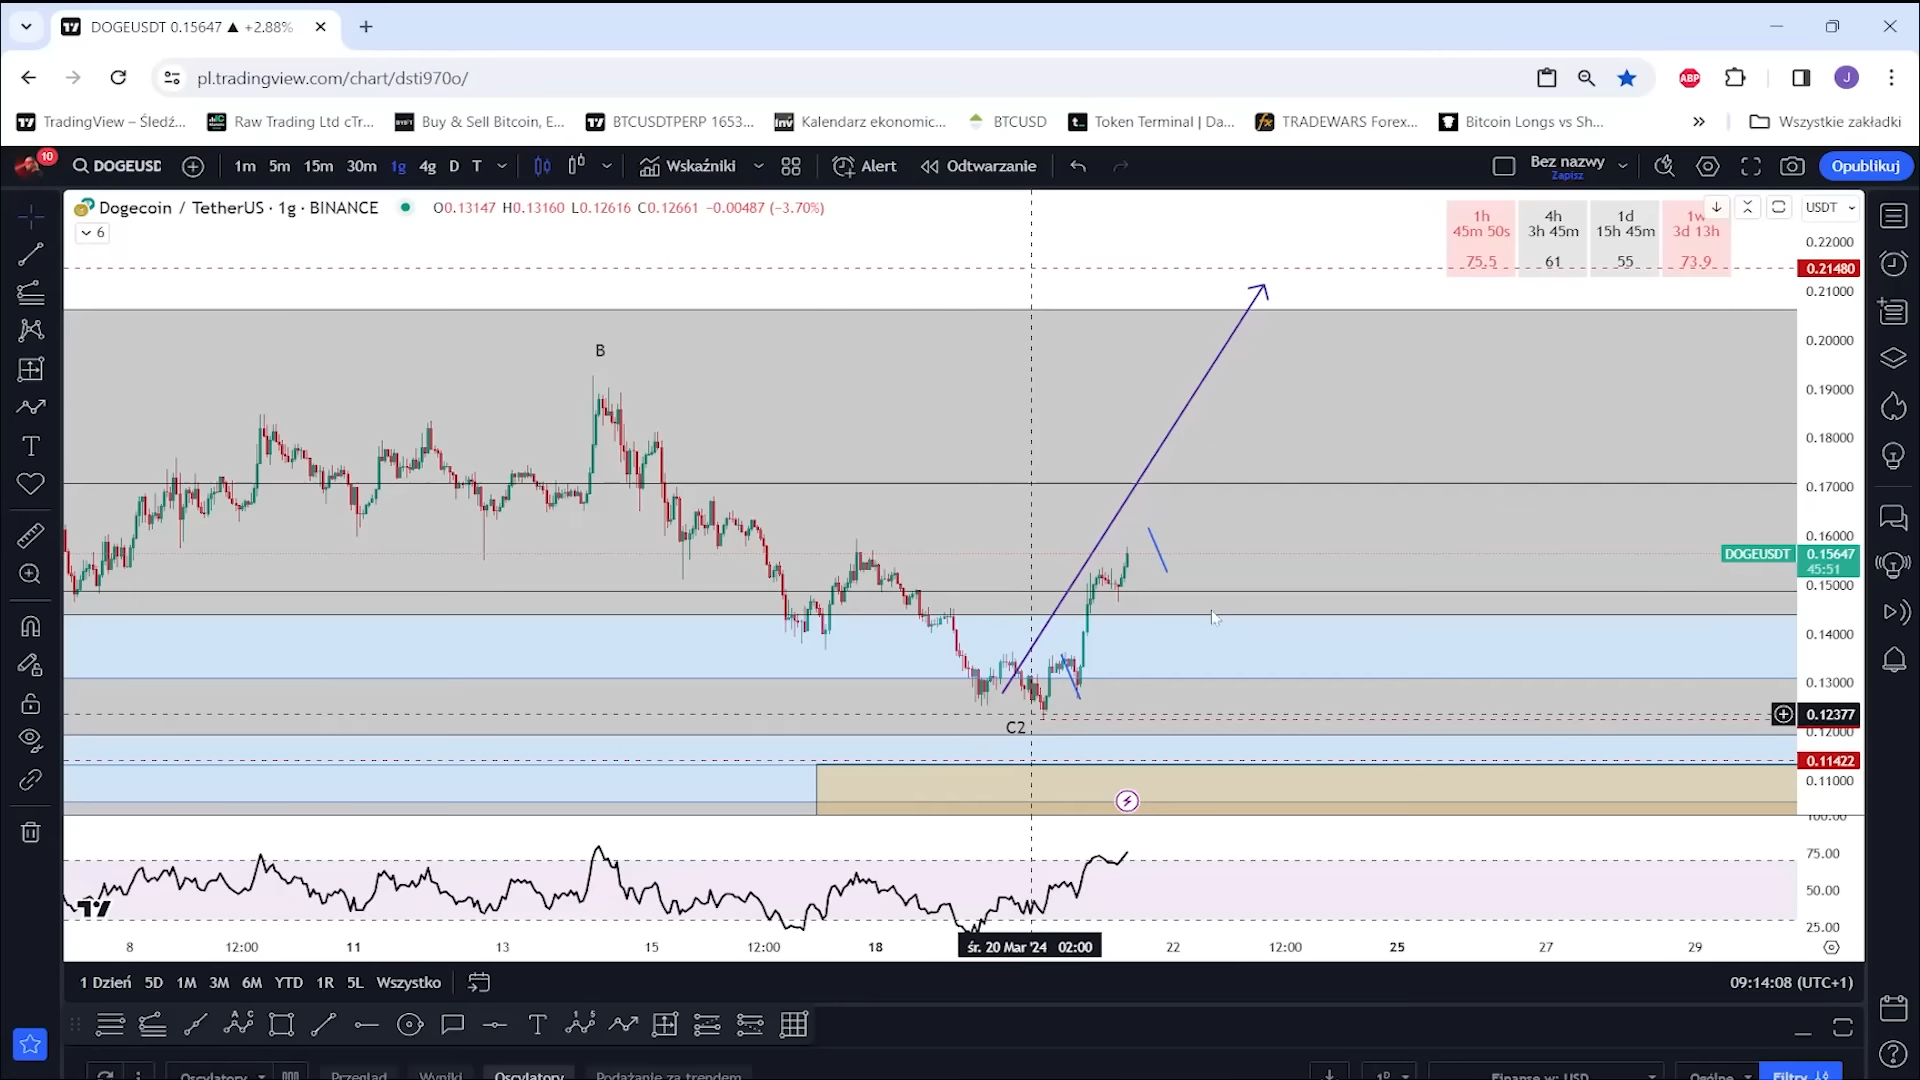 DOGEUSDT 0.15647 ▲ +2.88%
pl.tradingview.com/chart/dsti970o/
ABP
J
TradingView – Śledź...
Raw Trading Ltd cTr...
Buy & Sell Bitcoin, E...
BTCUSDTPERP 1653...
Kalendarz ekonomic...
BTCUSD
Token Terminal | Da...
TRADEWARS Forex...
Bitcoin Longs vs Sh...
Wszystkie zakładki
10
DOGEUSD
1m 5m 15m 30m 1g 4g D T
Wskaźniki
Alert
Odtwarzanie
Bez nazwy
Zapisz
Opublikuj
Dogecoin / TetherUS · 1g · BINANCE
O0.13147 H0.13160 L0.12616 C0.12661 −0.00487 (−3.70%)
6
1h 4h 1d 1w
45m 50s 3h 45m 15h 45m 3d 13h
75.5 61 55 73.9
USDT
0.22000
0.21480
0.21000
0.20000
0.19000
0.18000
0.17000
0.16000
DOGEUSDT 0.15647
45:51
0.15000
0.14000
0.13000
0.12377
0.12000
0.11422
0.11000
B
C2
100.00
75.00
50.00
25.00
8 12:00 11 13 15 12:00 18 śr. 20 Mar '24 02:00 22 12:00 25 27 29
1 Dzień 5D 1M 3M 6M YTD 1R 5L Wszystko
09:14:08 (UTC+1)
Oscylatory
Przegląd
Wyniki
Oscylatory
Podążanie za trendem
1D
Finanse w: USD
Ogólne
Filtry